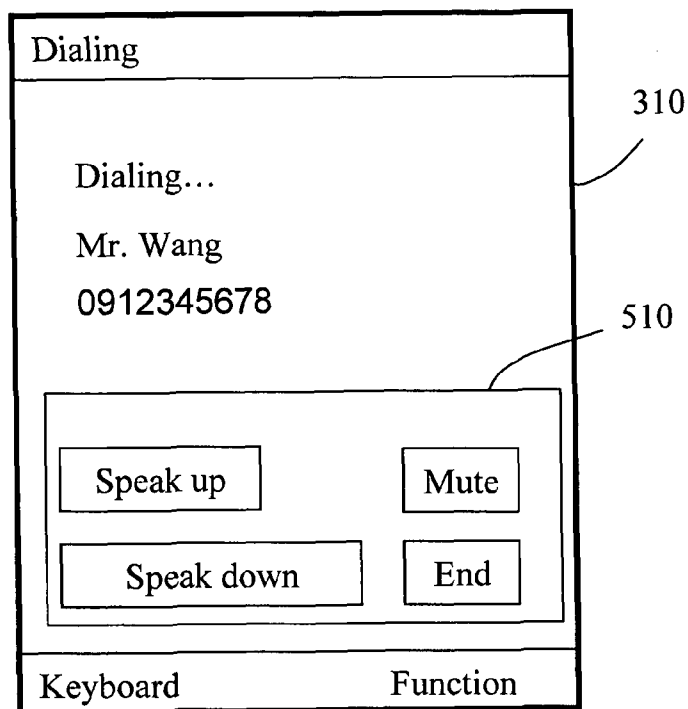 Dialing
310
Dialing...
Mr. Wang
0912345678
510
Speak up Mute
Speak down End
Keyboard Function